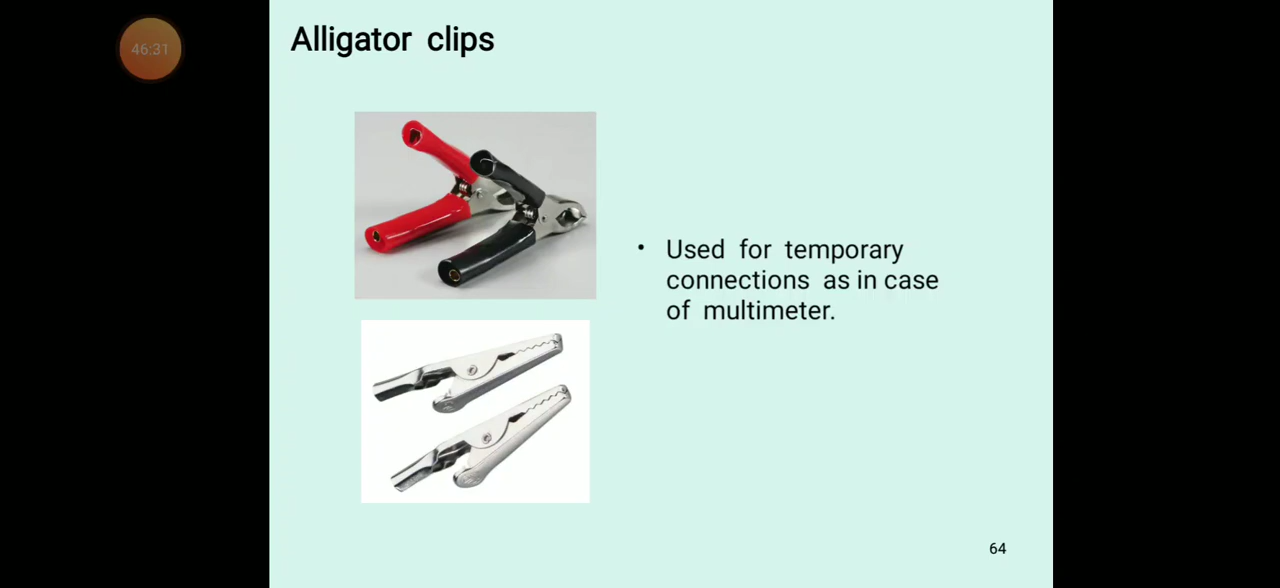 46:31
Alligator clips
• Used for temporary
connections as in case
of multimeter.
64